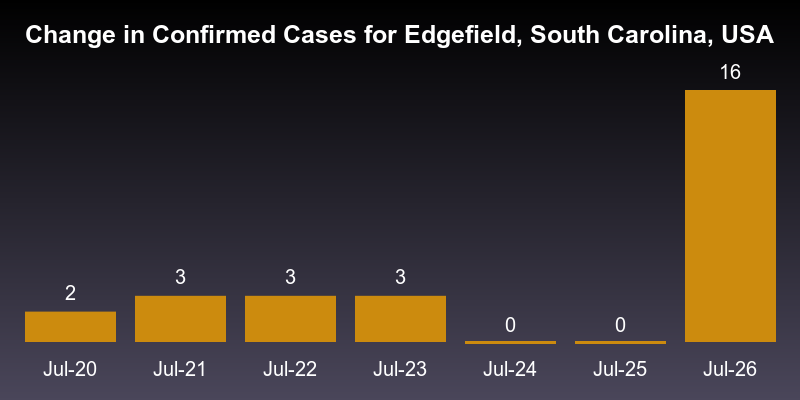 Change in Confirmed Cases for Edgefield, South Carolina, USA
16
2
3
3
3
0
0
Jul-20
Jul-21
Jul-22
Jul-23
Jul-24
Jul-25
Jul-26